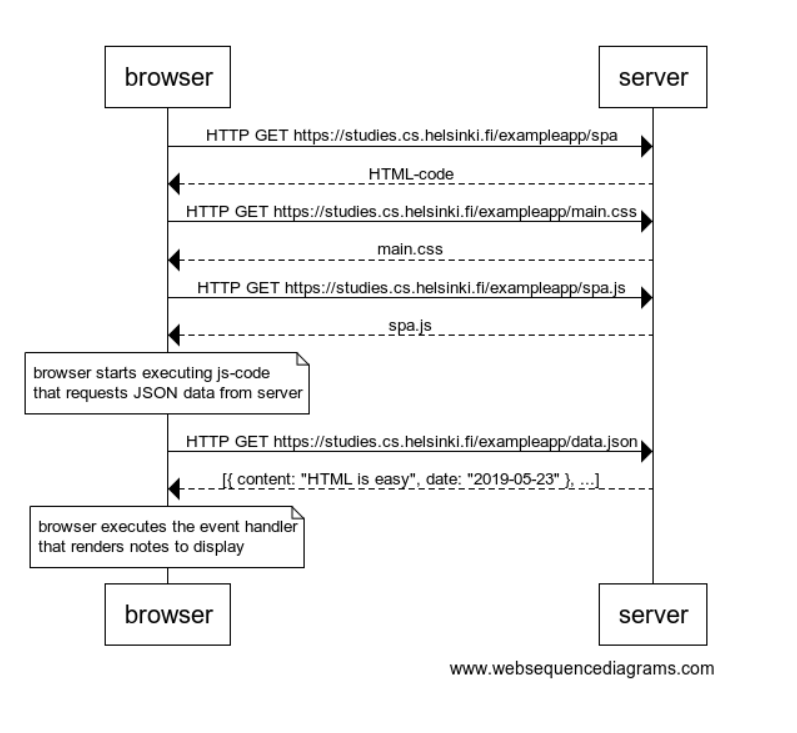 browser
server
HTTP GET https://studies.cs.helsinki.fi/exampleapp/spa
HTML-code
HTTP GET https://studies.cs.helsinki.fi/exampleapp/main.css
main.css
HTTP GET https://studies.cs.helsinki.fi/exampleapp/spa.js
spa.js
browser starts executing js-code
that requests JSON data from server
HTTP GET https://studies.cs.helsinki.fi/exampleapp/data.json
[{ content: "HTML is easy", date: "2019-05-23" }, ...]
browser executes the event handler
that renders notes to display
browser
server
www.websequencediagrams.com